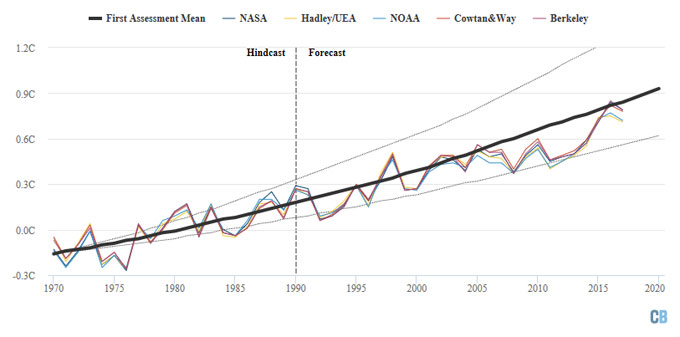 First Assessment Mean NASA Hadley/UEA NOAA Cowtan&Way Berkeley
1.2C
Hindcast Forecast
0.9C
0.6C
0.3C
0.0C
-0.3C
1970 1975 1980 1985 1990 1995 2000 2005 2010 2015 2020
CB